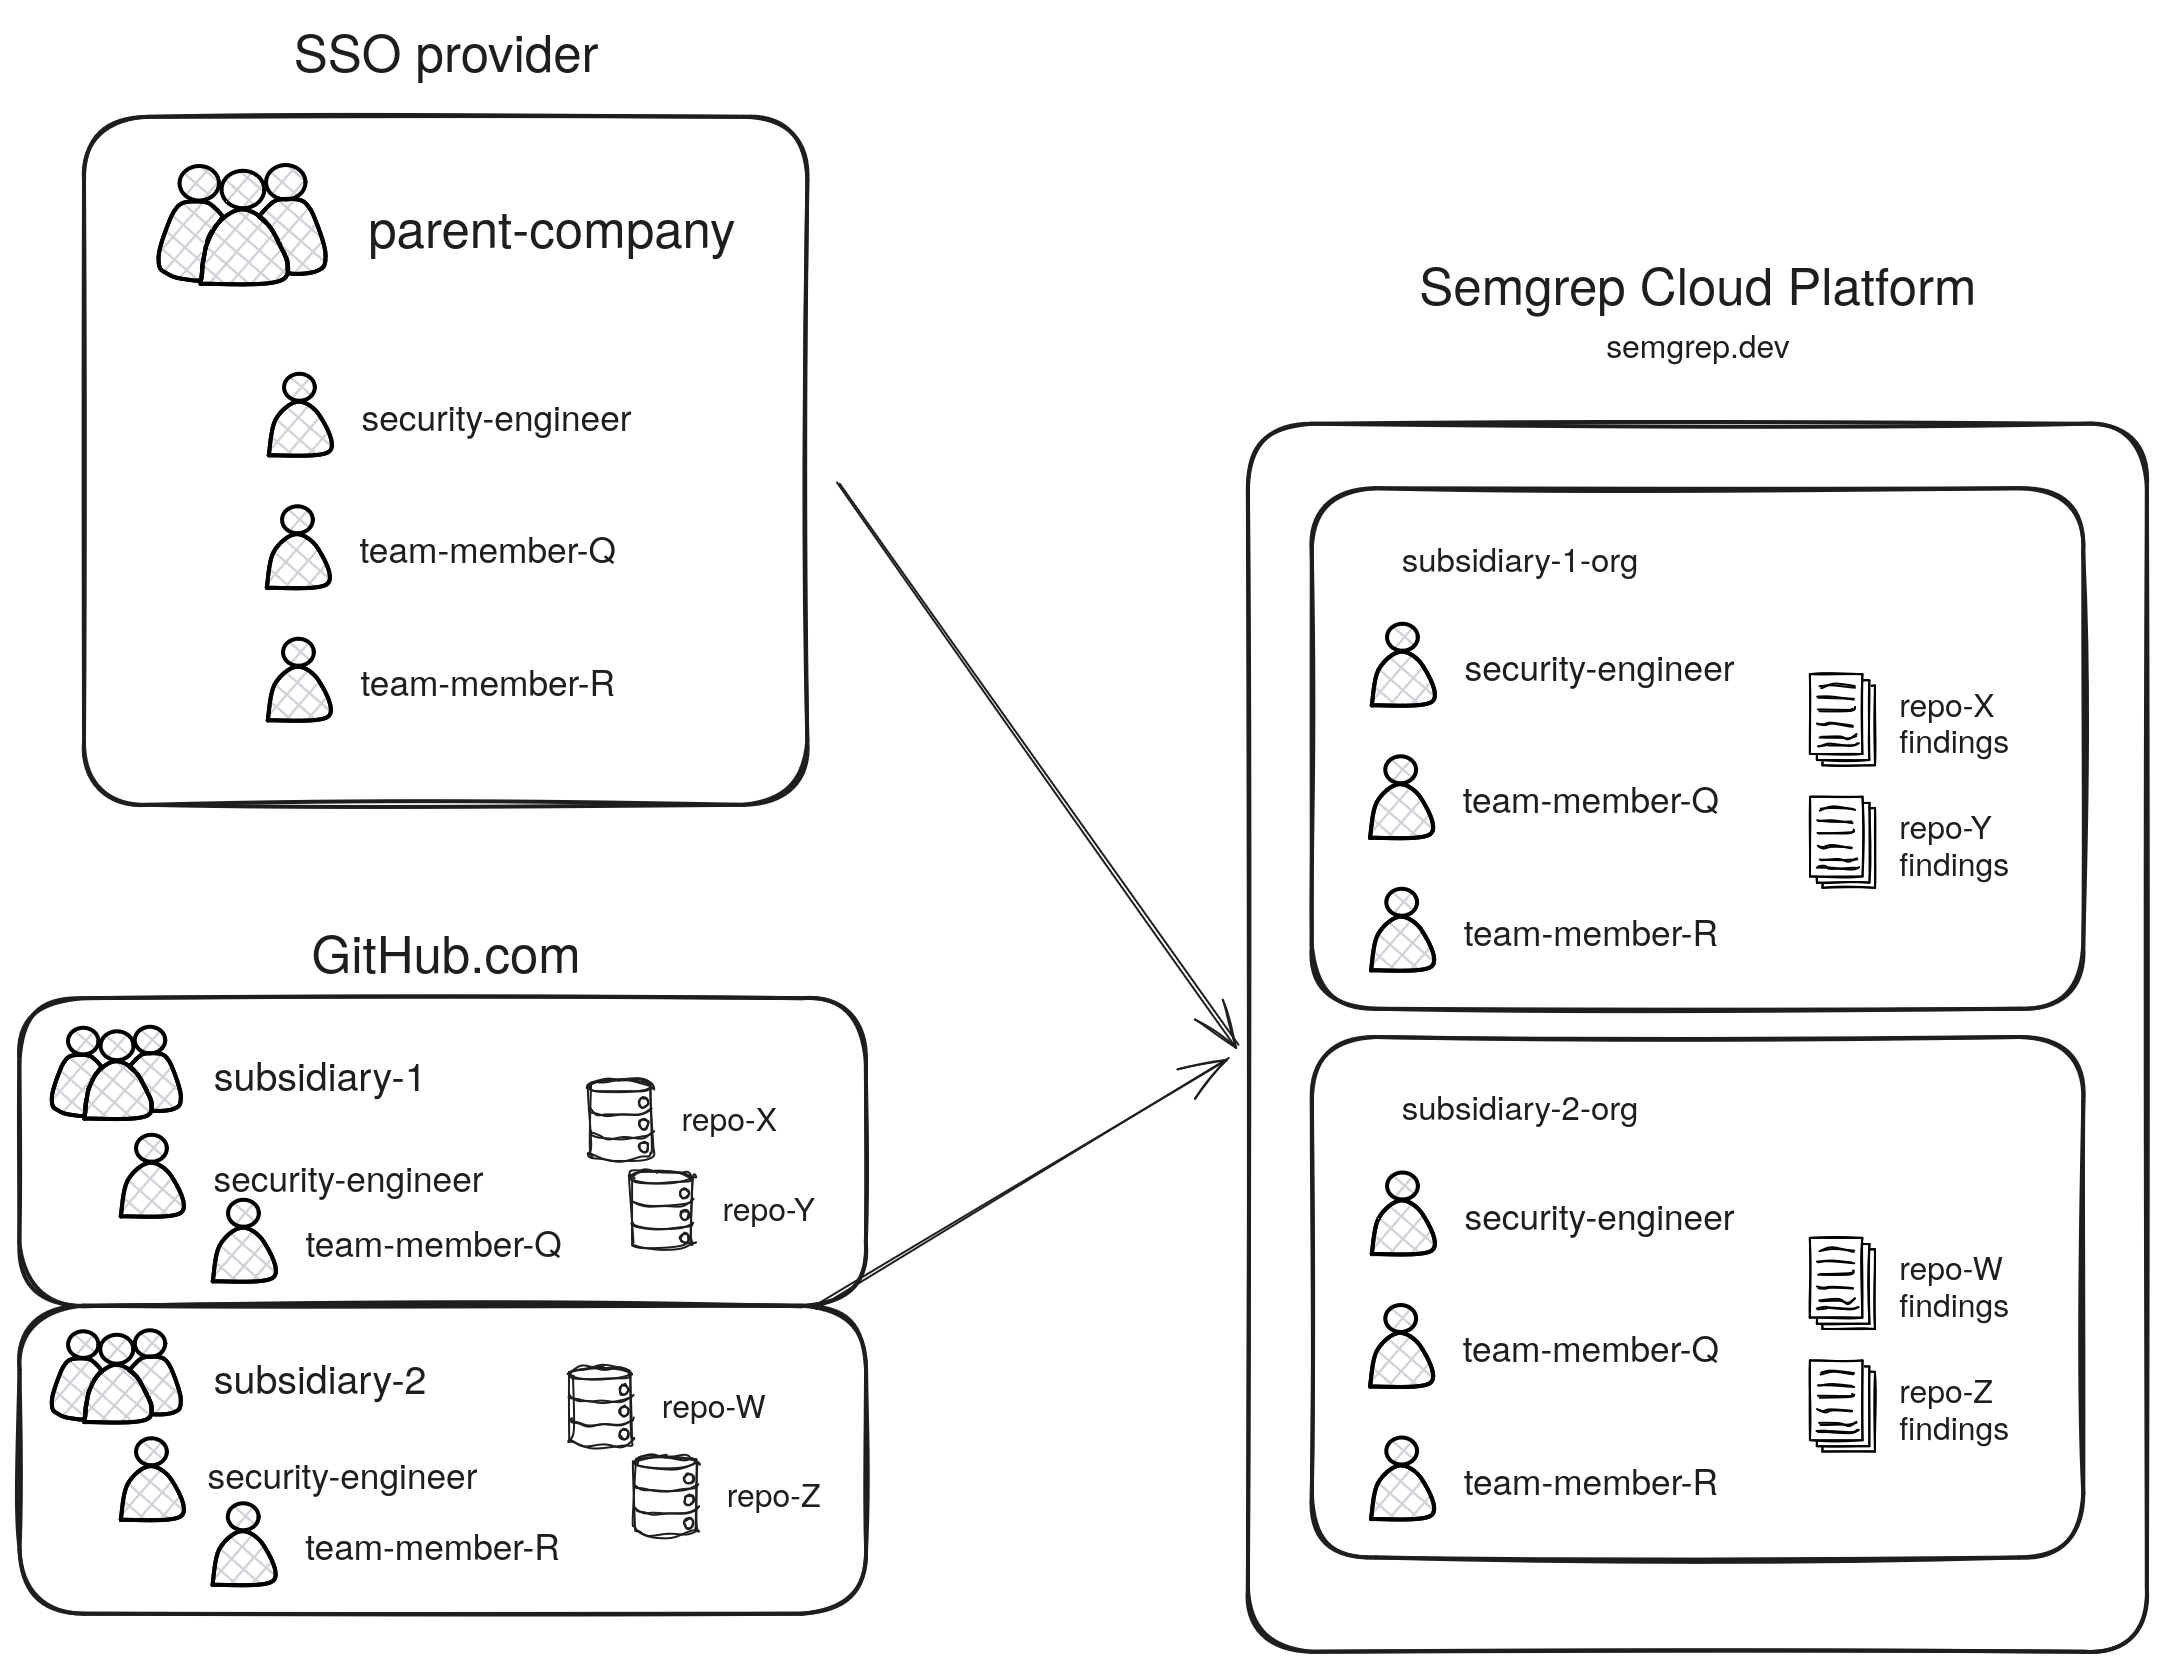 SSO provider
parent-company
security-engineer
team-member-Q
team-member-R
GitHub.com
subsidiary-1
repo-X
security-engineer
repo-Y
team-member-Q
subsidiary-2
repo-W
security-engineer
repo-Z
team-member-R
Semgrep Cloud Platform
semgrep.dev
subsidiary-1-org
security-engineer
team-member-Q
team-member-R
repo-X
findings
repo-Y
findings
subsidiary-2-org
security-engineer
team-member-Q
team-member-R
repo-W
findings
repo-Z
findings